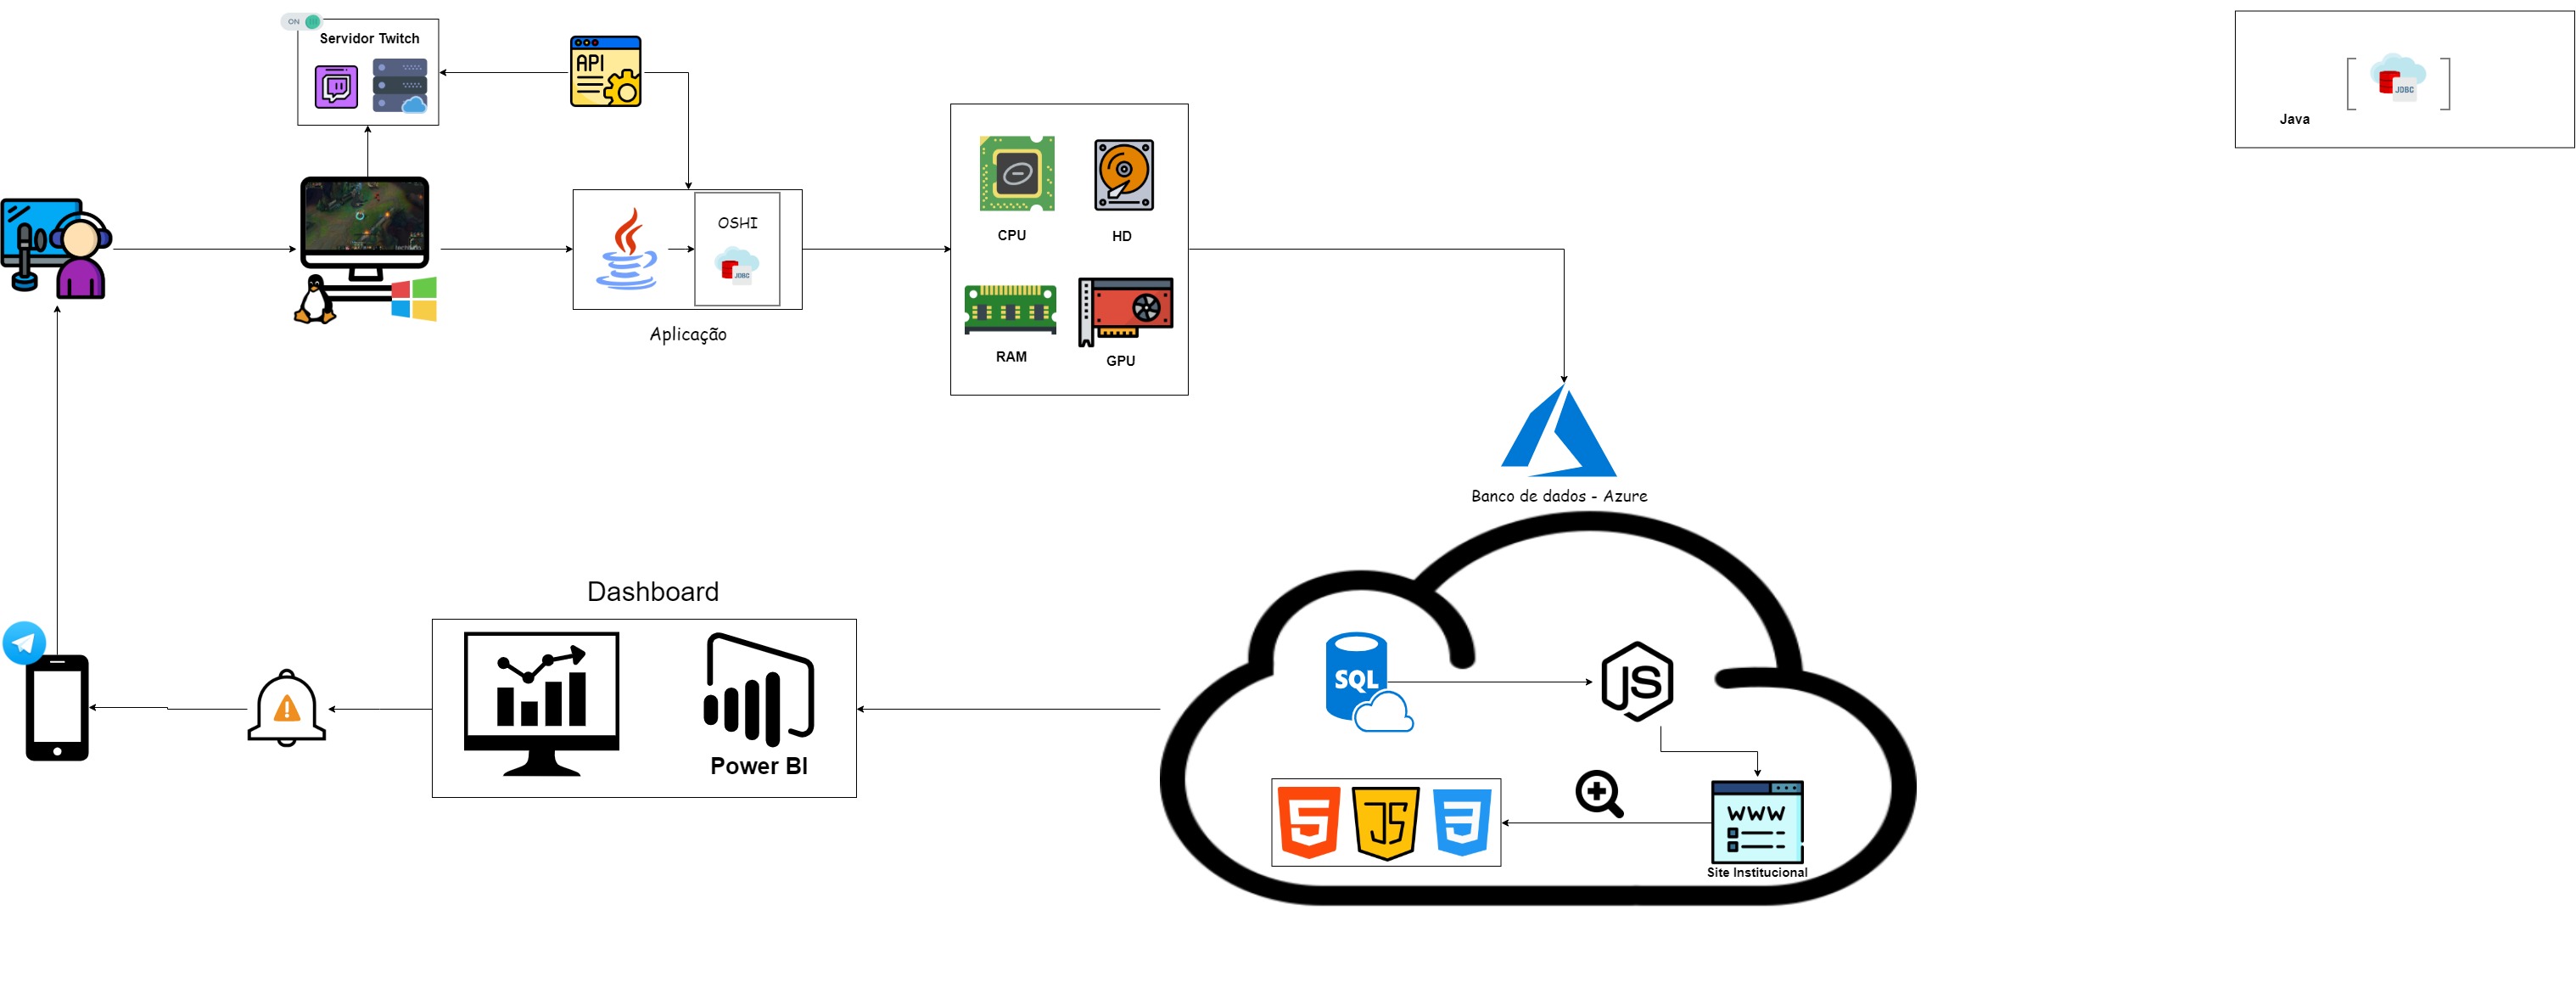 ON
Servidor Twitch
API
Java
JDBC
OSHI
JDBC
Aplicação
CPU
HD
RAM
GPU
Banco de dados - Azure
Dashboard
Power BI
SQL
JS
JS
WWW
Site Institucional